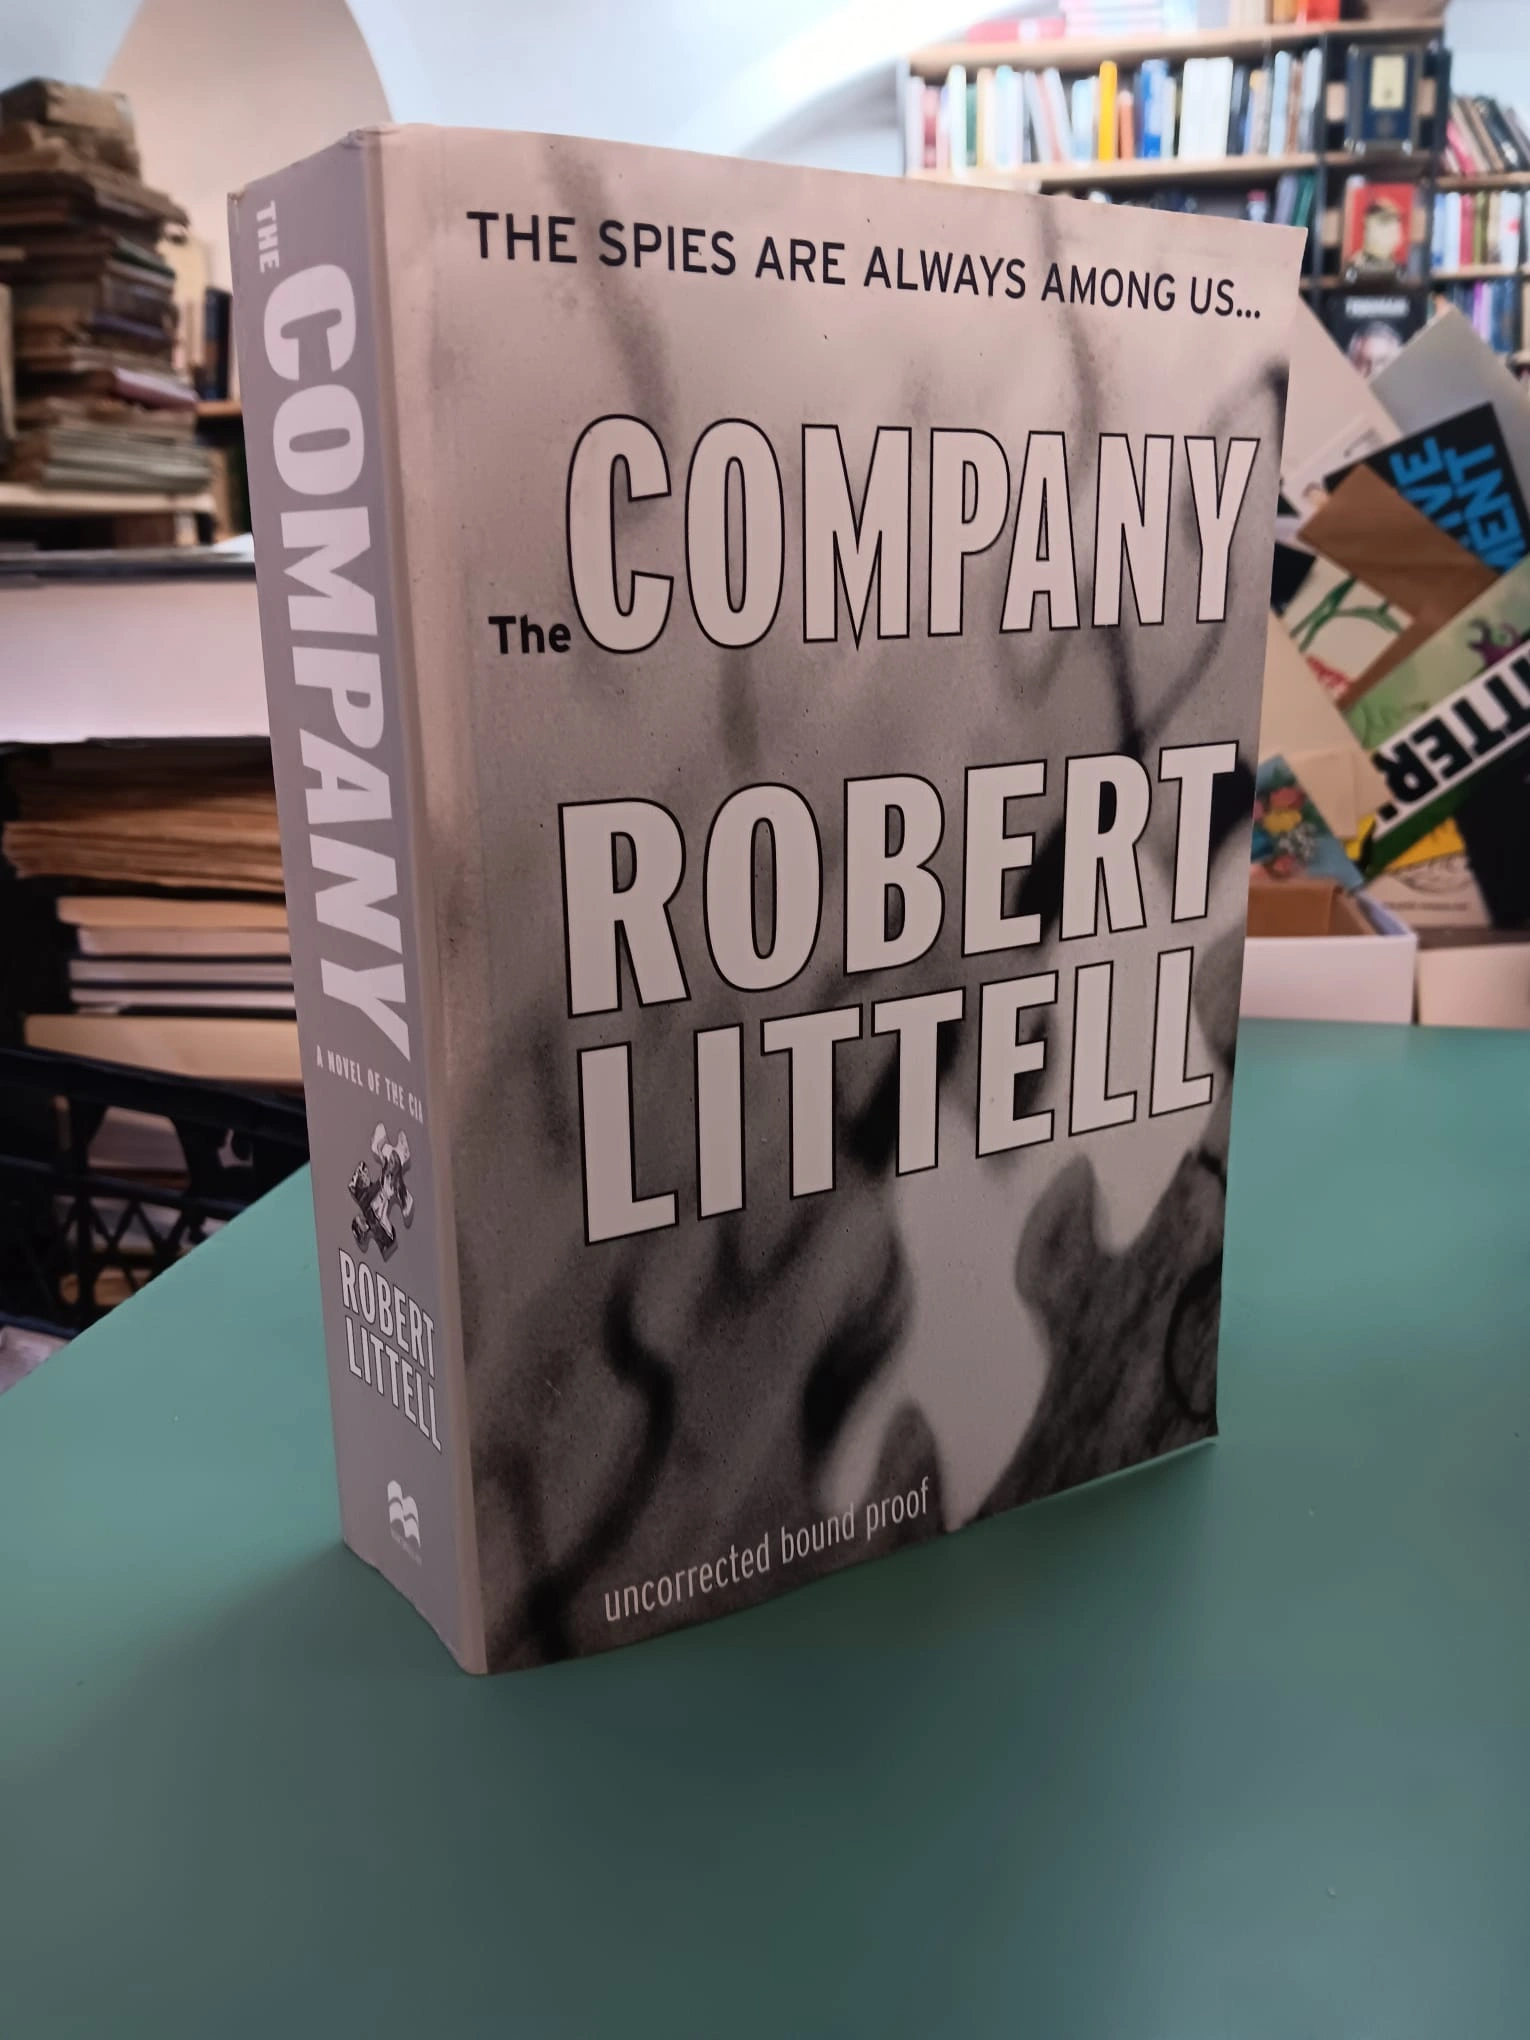 THE SPIES ARE ALWAYS AMONG US...
The COMPANY
ROBERT
LITTELL
uncorrected bound proof
THE COMPANY
A NOVEL OF THE CIA
ROBERT
LITTELL